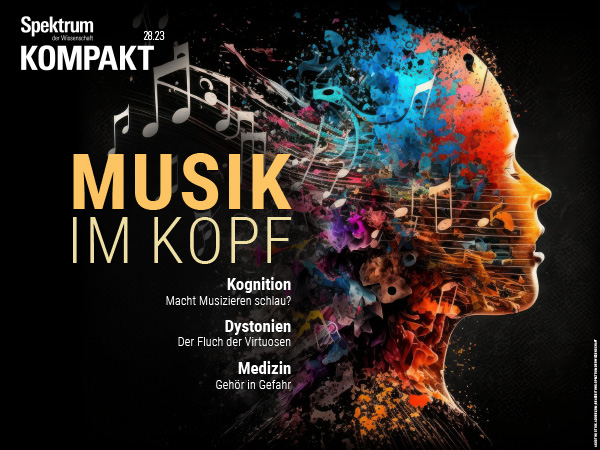 Spektrum
der Wissenschaft
28.23
KOMPAKT
MUSIK
IM KOPF
Kognition
Macht Musizieren schlau?
Dystonien
Der Fluch der Virtuosen
Medizin
Gehör in Gefahr